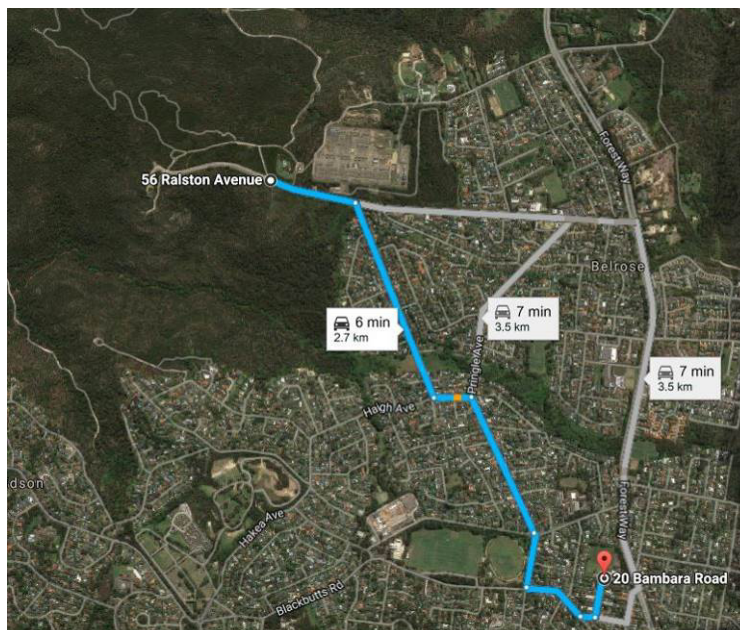 56 Ralston Avenue
Forest Way
Belrose
6 min
2.7 km
7 min
3.5 km
Pringle Ave
7 min
3.5 km
Haigh Ave
dson
Hakea Ave
Forest Way
20 Bambara Road
Blackbutts Rd